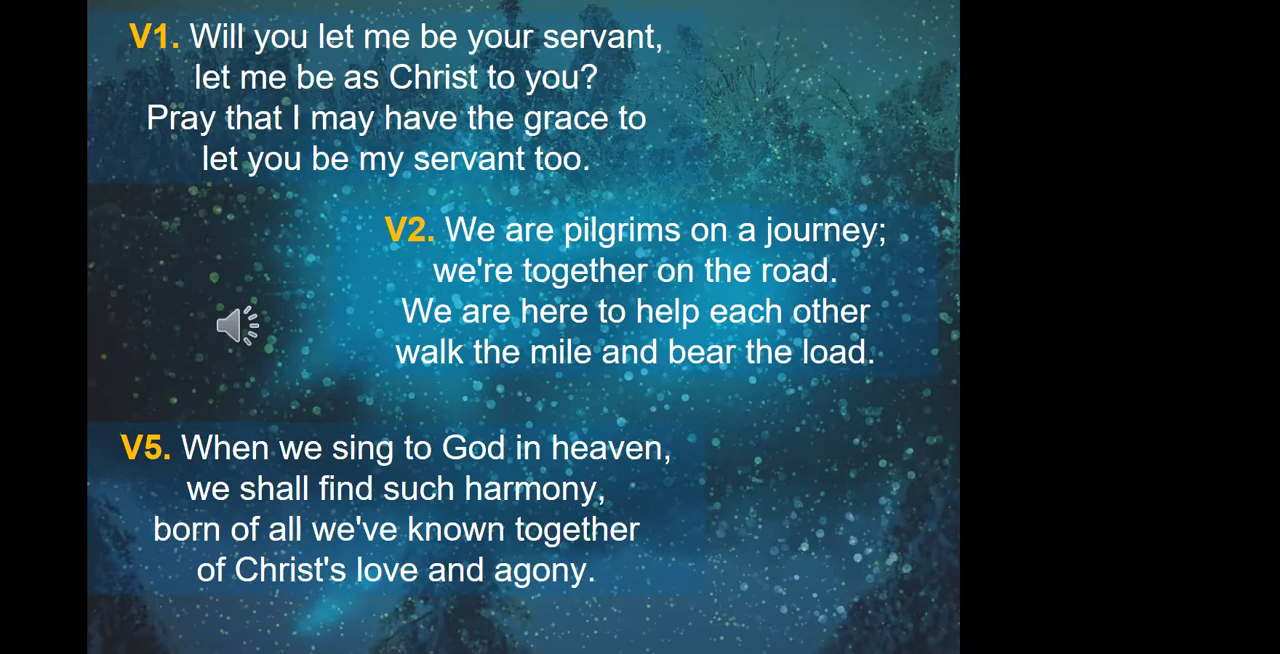 V1. Will you let me be your servant,
let me be as Christ to you?
Pray that I may have the grace to
let you be my servant too.
V2. We are pilgrims on a journey;
we're together on the road.
We are here to help each other
walk the mile and bear the load.
V5. When we sing to God in heaven,
we shall find such harmony,
born of all we've known together
of Christ's love and agony.